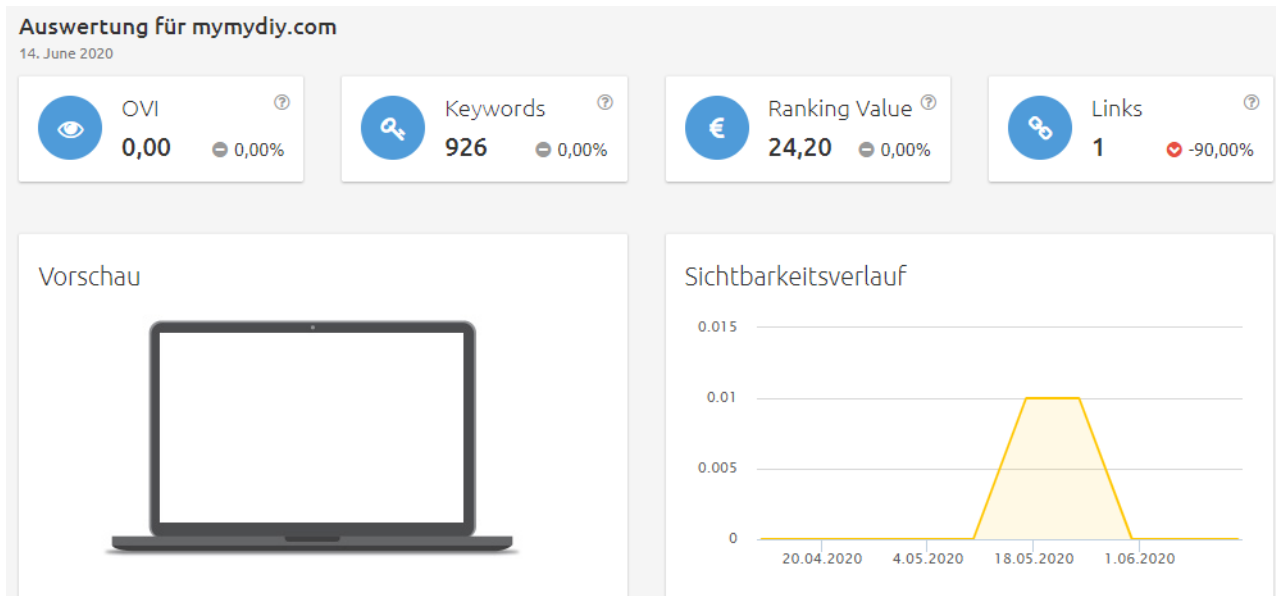 Auswertung für mymydiy.com
14. June 2020
OVI
0,00 0,00%
Keywords
926 0,00%
Ranking Value
€
24,20 0,00%
Links
1 -90,00%
Vorschau
Sichtbarkeitsverlauf
0.015
0.01
0.005
0
20.04.2020 4.05.2020 18.05.2020 1.06.2020